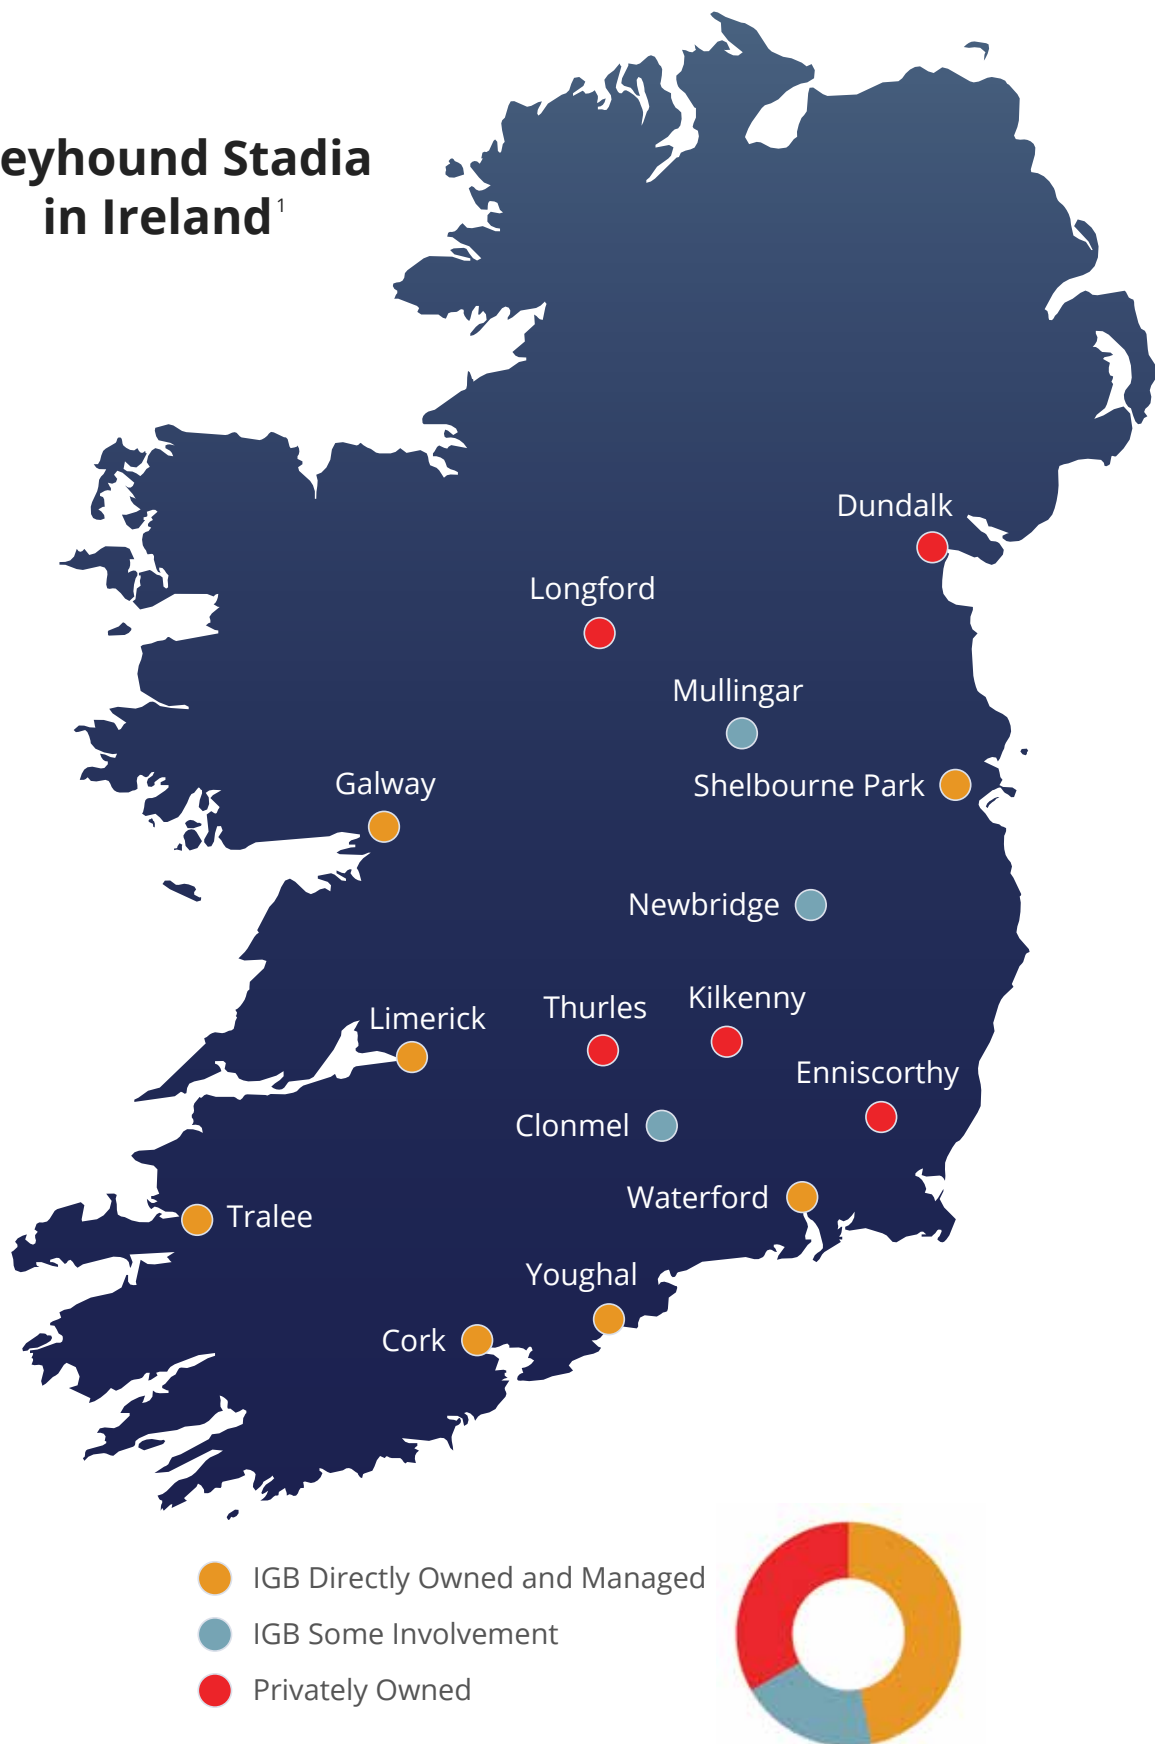 eyhound Stadia
in Ireland¹
Dundalk
Longford
Mullingar
Galway
Shelbourne Park
Newbridge
Kilkenny
Thurles
Limerick
Enniscorthy
Clonmel
Waterford
Tralee
Youghal
Cork
IGB Directly Owned and Managed
IGB Some Involvement
Privately Owned